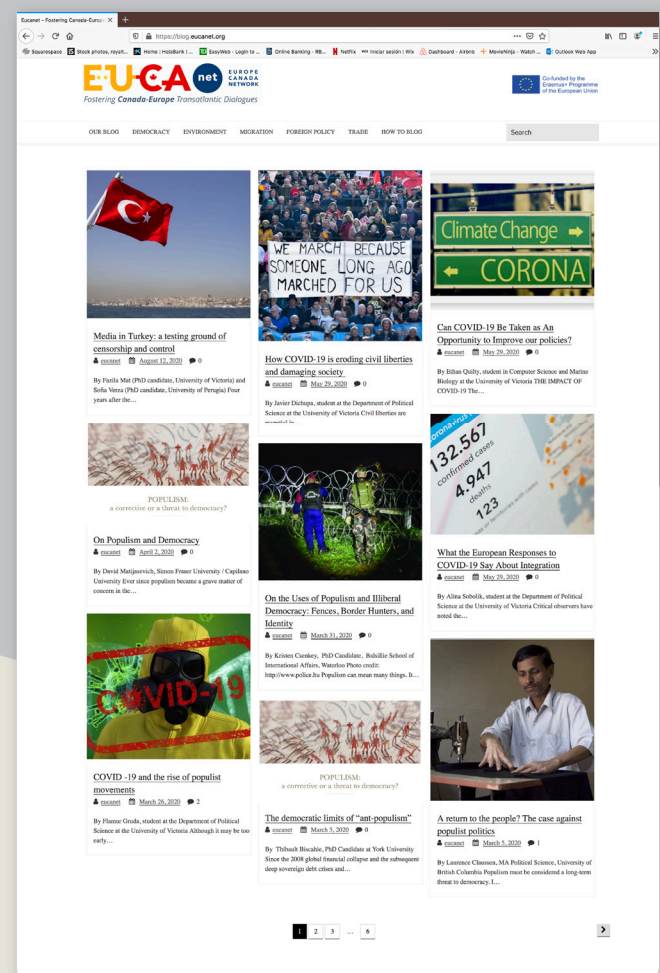 Eucanet – Fostering Canada-Europe
https://blog.eucanet.org
Squarespace Stock photos, royalt... Home | HolaBank | ... EasyWeb - Login to ... Online Banking - RB... Netflix Iniciar sesión | Wix Dashboard - Airbnb MovieNinja - Watch ... Outlook Web App
EUCA net EUROPE CANADA NETWORK
Fostering Canada-Europe Transatlantic Dialogues
Co-funded by the
Erasmus+ Programme
of the European Union
OUR BLOG DEMOCRACY ENVIRONMENT MIGRATION FOREIGN POLICY TRADE HOW TO BLOG
Search
Media in Turkey: a testing ground of
censorship and control
eucanet August 12, 2020 0
By Fazila Mat (PhD candidate, University of Victoria) and
Sofia Verza (PhD candidate, University of Perugia) Four
years after the…
POPULISM:
a corrective or a threat to democracy?
On Populism and Democracy
eucanet April 2, 2020 0
By David Matijasevich, Simon Fraser University / Capilano
University Ever since populism became a grave matter of
concern in the…
COVID-19
COVID -19 and the rise of populist
movements
eucanet March 26, 2020 2
By Flamur Gruda, student at the Department of Political
Science at the University of Victoria Although it may be too
early…
WE MARCH BECAUSE
SOMEONE LONG AGO
MARCHED FOR US
How COVID-19 is eroding civil liberties
and damaging society
eucanet May 29, 2020 0
By Javier Dichupa, student at the Department of Political
Science at the University of Victoria Civil liberties are
essential in…
On the Uses of Populism and Illiberal
Democracy: Fences, Border Hunters, and
Identity
eucanet March 31, 2020 0
By Kristen Csenkey, PhD Candidate, Balsillie School of
International Affairs, Waterloo Photo credit:
http://www.police.hu Populism can mean many things. It…
POPULISM:
a corrective or a threat to democracy?
The democratic limits of “ant-populism”
eucanet March 5, 2020 0
By Thibault Biscahie, PhD Candidate at York University
Since the 2008 global financial collapse and the subsequent
deep sovereign debt crises and…
Climate Change
CORONA
Can COVID-19 Be Taken as An
Opportunity to Improve our policies?
eucanet May 29, 2020 0
By Ethan Quilty, student in Computer Science and Marine
Biology at the University of Victoria THE IMPACT OF
COVID-19 The…
132.567
confirmed cases
4.947
deaths
123
What the European Responses to
COVID-19 Say About Integration
eucanet May 29, 2020 0
By Alina Sobolik, student at the Department of Political
Science at the University of Victoria Critical observers have
noted the…
A return to the people? The case against
populist politics
eucanet March 5, 2020 1
By Laurence Claussen, MA Political Science, University of
British Columbia Populism must be considered a long-term
threat to democracy. I…
1 2 3 … 6